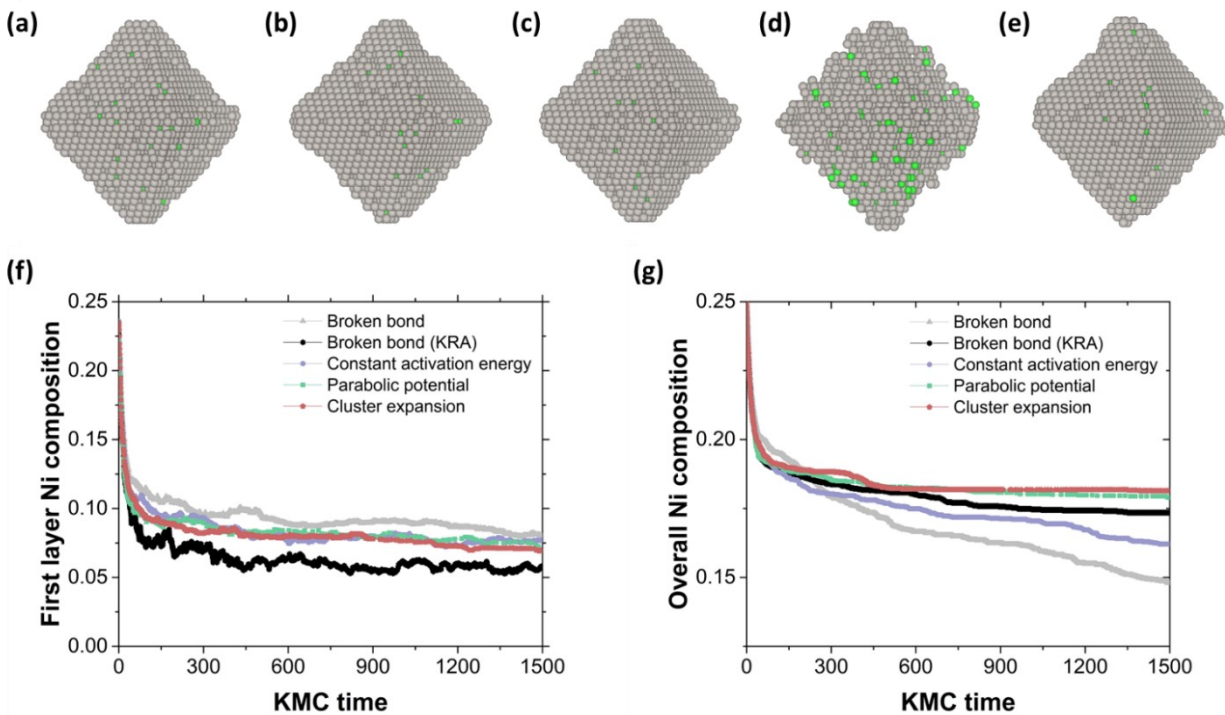 (a)
(b)
(c)
(d)
(e)
(f)
0.25
0.20
0.15
0.10
0.05
0.00
First layer Ni composition
Broken bond
Broken bond (KRA)
Constant activation energy
Parabolic potential
Cluster expansion
0
300
600
900
1200
1500
KMC time
(g)
0.25
0.20
0.15
Overall Ni composition
Broken bond
Broken bond (KRA)
Constant activation energy
Parabolic potential
Cluster expansion
0
300
600
900
1200
1500
KMC time